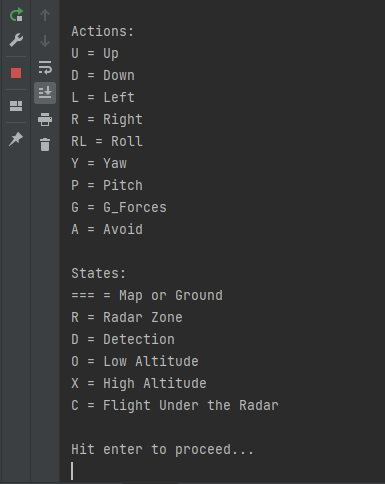 Actions:
U = Up
D = Down
L = Left
R = Right
RL = Roll
Y = Yaw
P = Pitch
G = G_Forces
A = Avoid
States:
=== = Map or Ground
R = Radar Zone
D = Detection
O = Low Altitude
X = High Altitude
C = Flight Under the Radar
Hit enter to proceed...